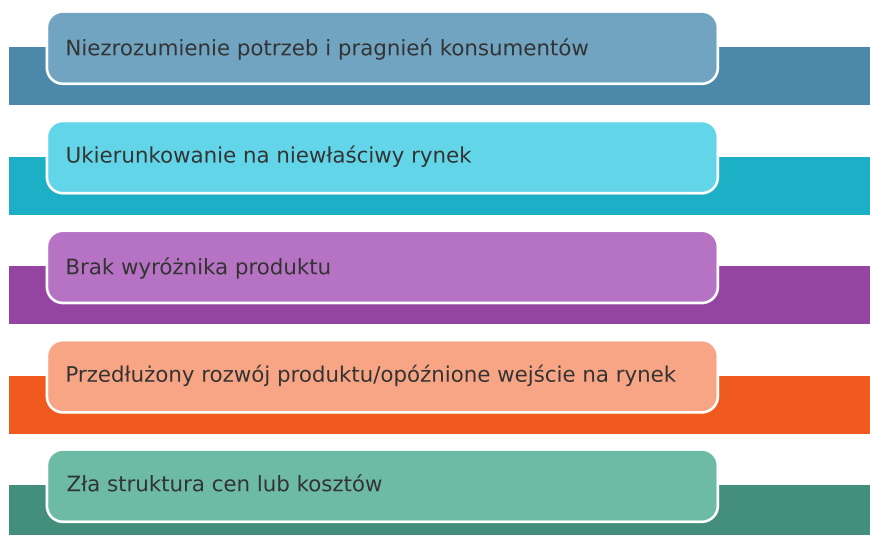 Niezrozumienie potrzeb i pragnień konsumentów
Ukierunkowanie na niewłaściwy rynek
Brak wyróżnika produktu
Przedłużony rozwój produktu/opóźnione wejście na rynek
Zła struktura cen lub kosztów